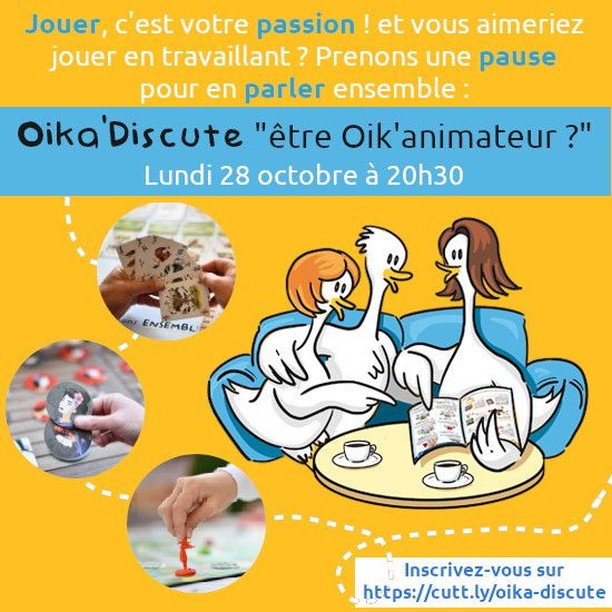 Jouer, c'est votre passion ! et vous aimeriez
jouer en travaillant ? Prenons une pause
pour en parler ensemble :
Oika'Discute "être Oik'animateur ?"
Lundi 28 octobre à 20h30
ENSEMBL
Inscrivez-vous sur
https://cutt.ly/oika-discute